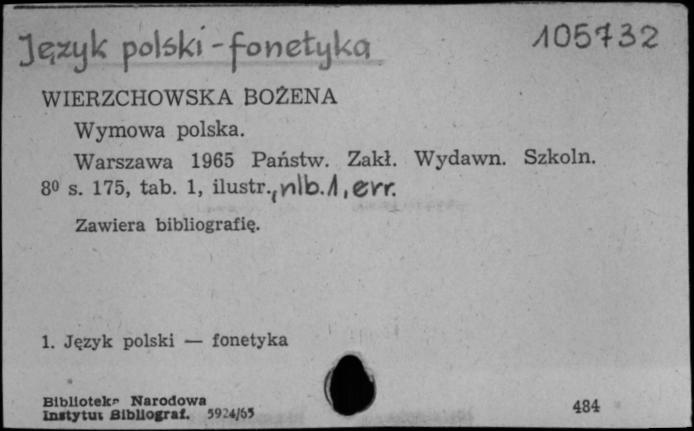 Język polski - fonetyka 105732
WIERZCHOWSKA BOŻENA
Wymowa polska.
Warszawa 1965 Państw. Zakł. Wydawn. Szkoln.
8⁰ s. 175, tab. 1, ilustr., nlb. 1, err.
Zawiera bibliografię.
1. Język polski — fonetyka
Biblioteka Narodowa
Instytut Bibliograf. 5924/65 484